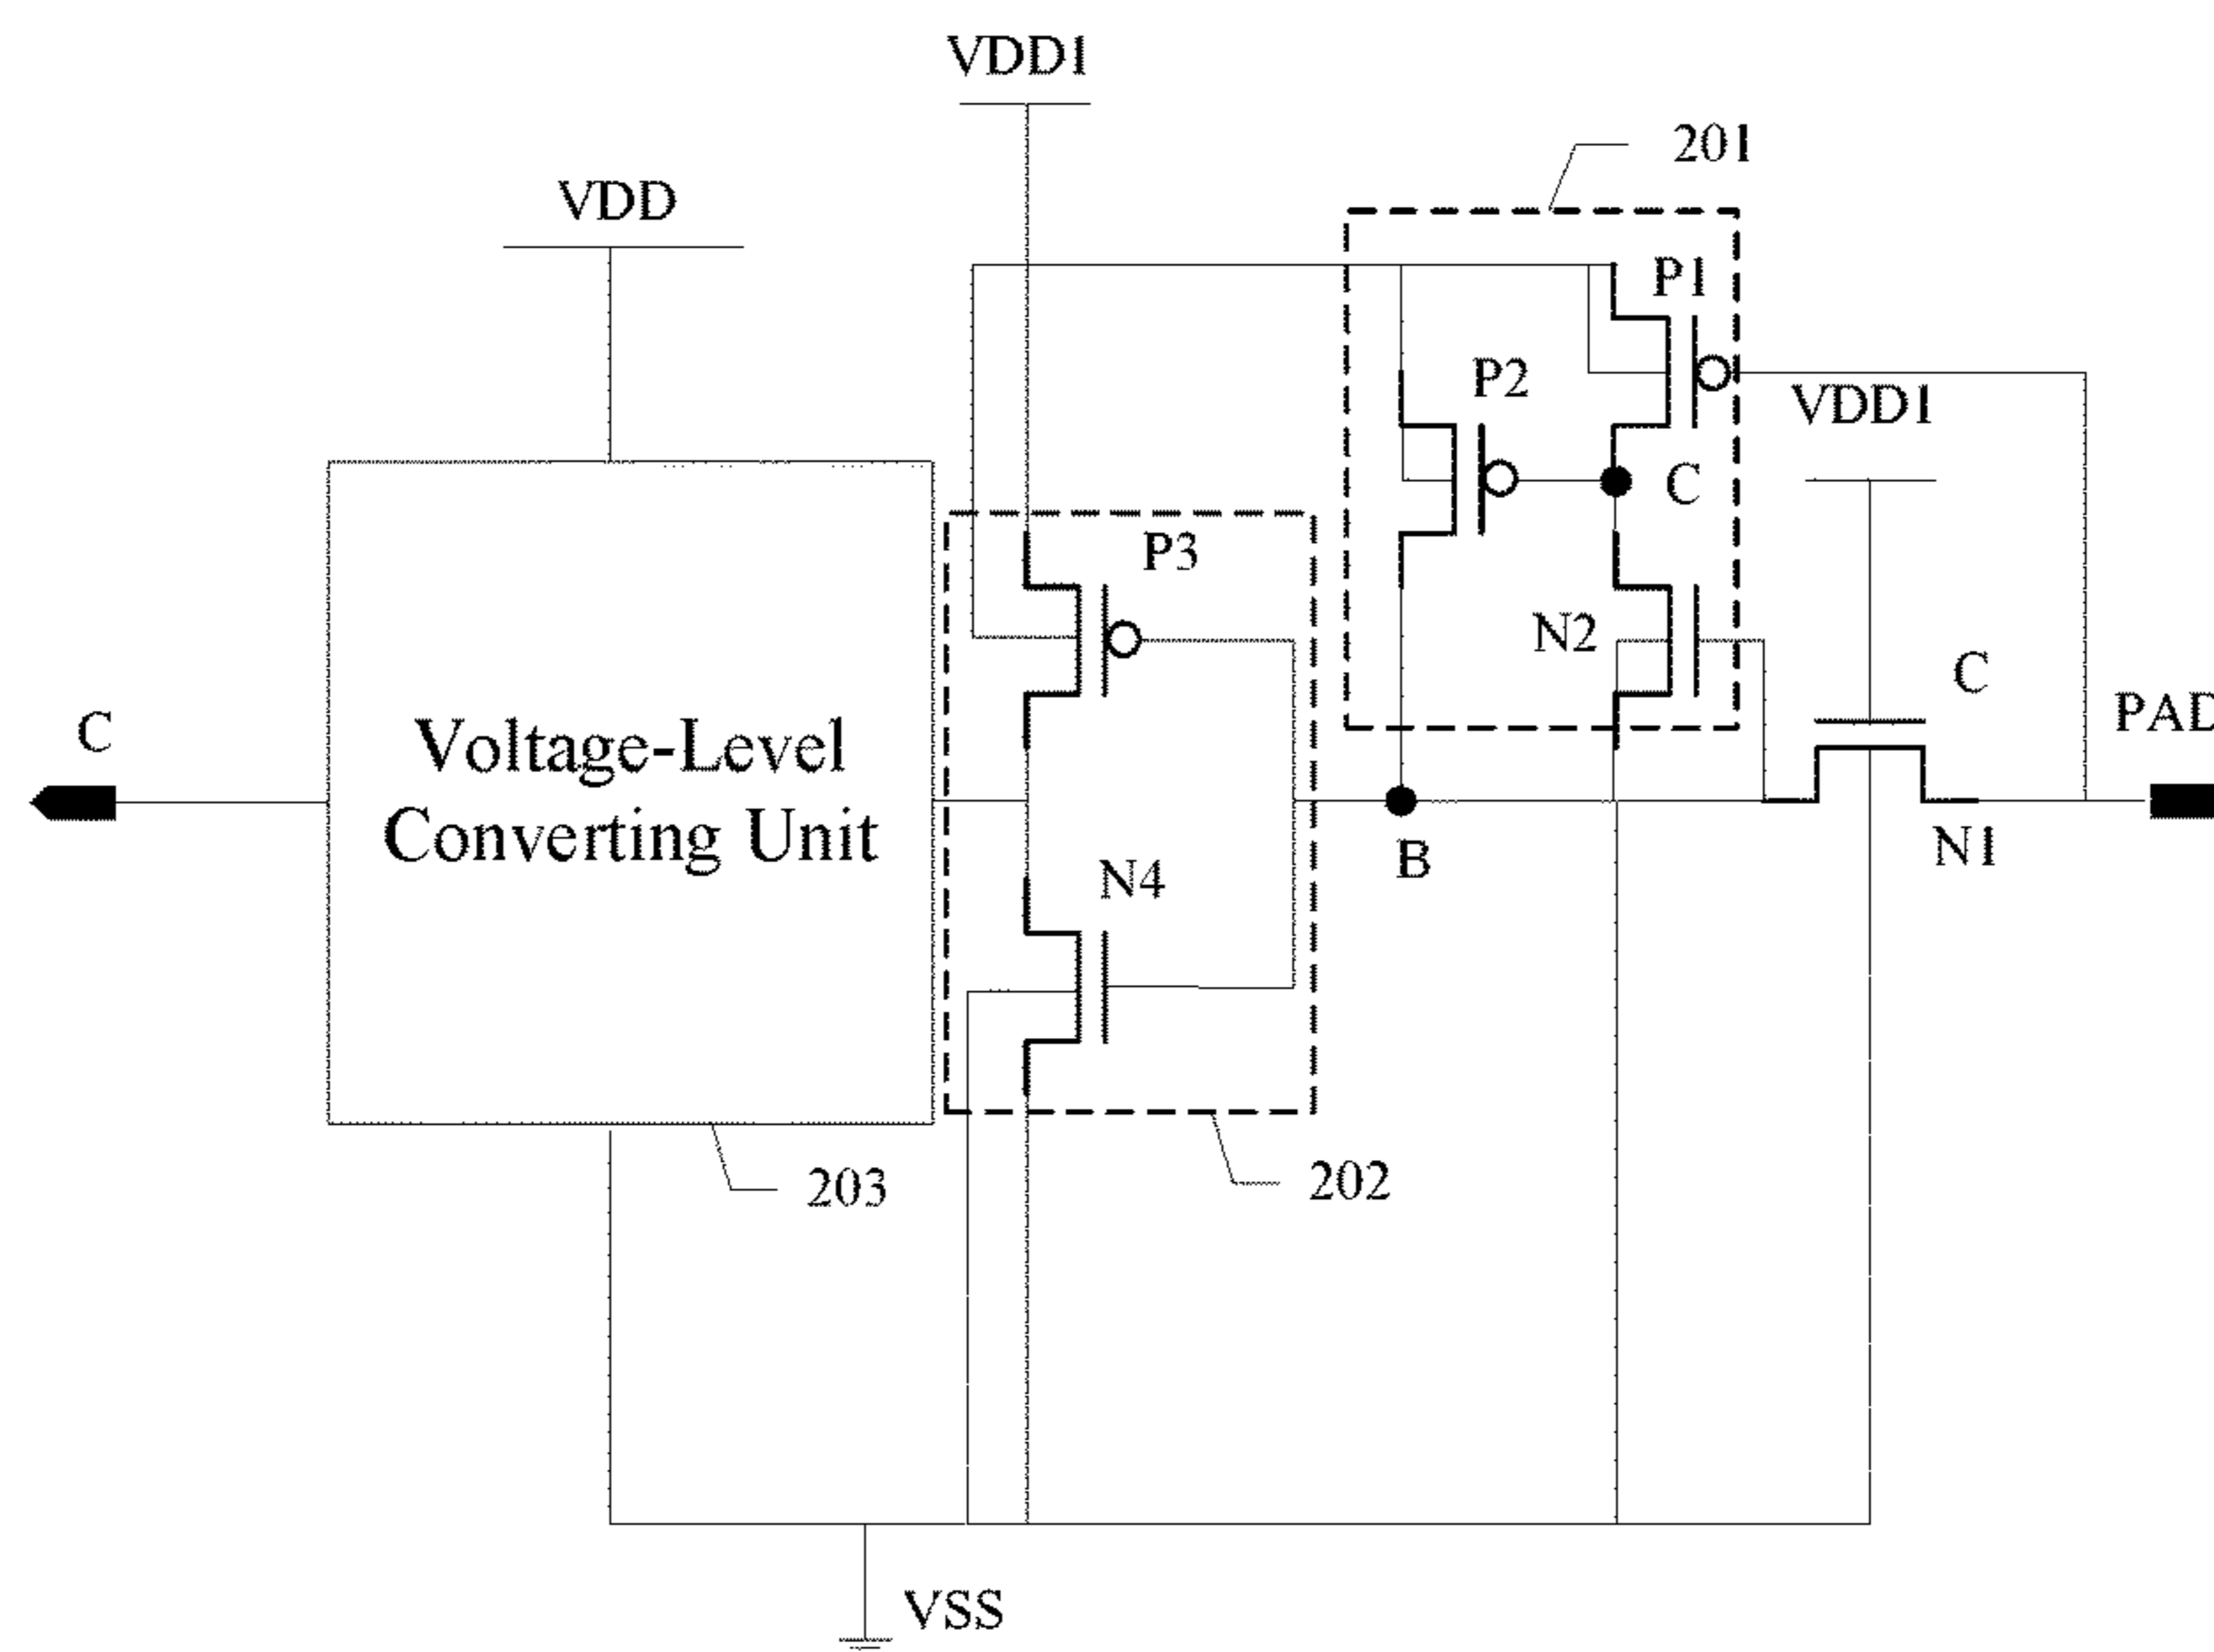 VDD1
201
VDD
P1
P2
VDD1
C
P3
N2
C
PAD
C
Voltage-Level
Converting Unit
N1
B
N4
203
202
VSS